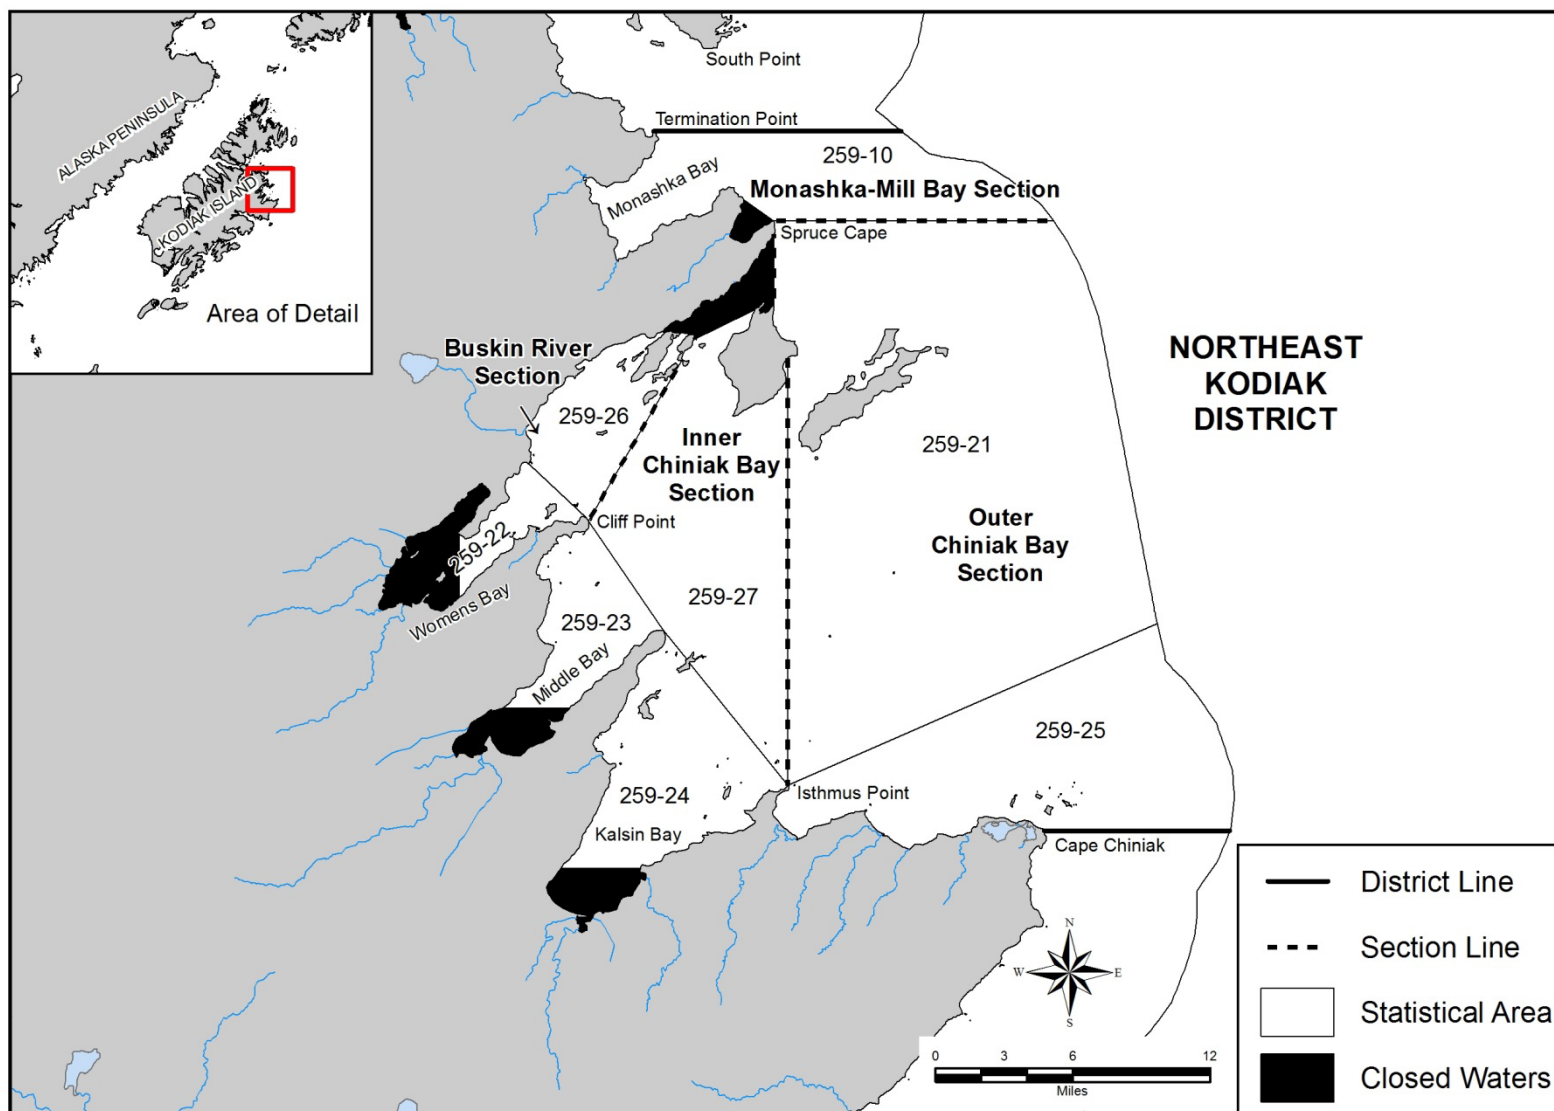 ALASKA PENINSULA
KODIAK ISLAND
Area of Detail
South Point
Termination Point
259-10
Monashka Bay
Monashka-Mill Bay Section
Spruce Cape
NORTHEAST
KODIAK
DISTRICT
Buskin River
Section
259-26
Inner
Chiniak Bay
Section
259-21
Outer
Chiniak Bay
Section
Cliff Point
259-22
Womens Bay
259-27
259-23
Middle Bay
259-25
259-24
Kalsin Bay
Isthmus Point
Cape Chiniak
N
W
E
S
0
3
6
12
Miles
District Line
Section Line
Statistical Area
Closed Waters